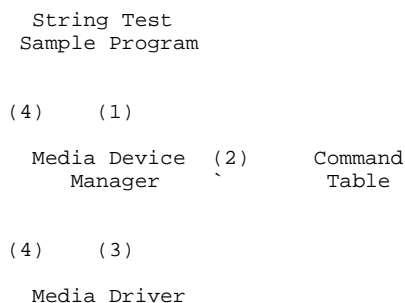 String Test
Sample Program
(4) (1)
Media Device (2) Command
Manager ` Table
(4) (3)
Media Driver